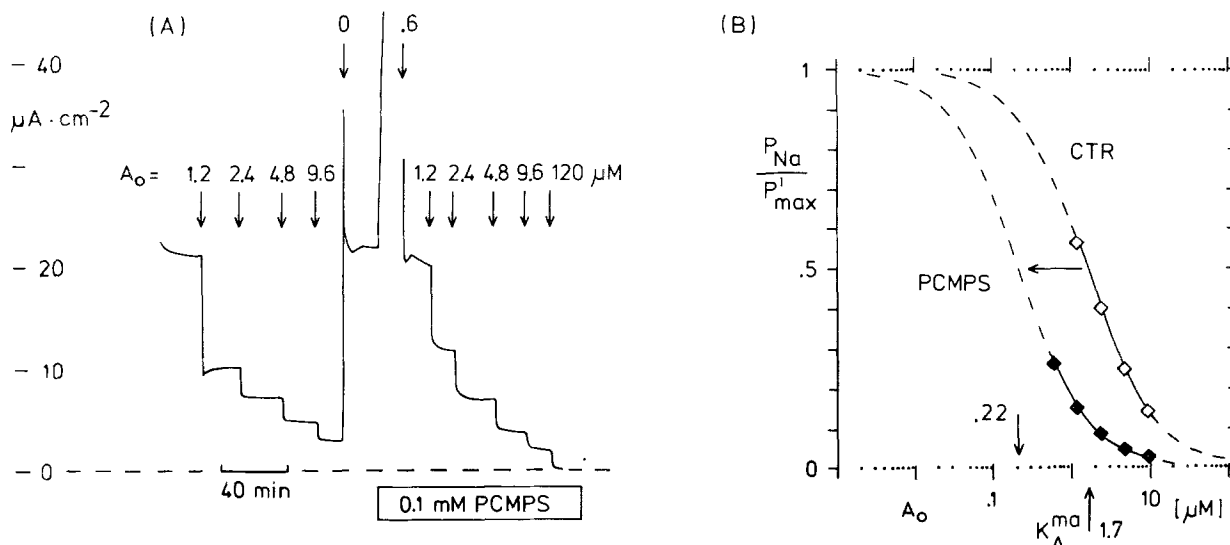 (A)
0 .6
- 40
μA · cm⁻²
A₀ = 1,2 2,4 4,8 9.6 1,2 2,4 4,8 9,6 120 μM
- 20
- 10
- 0
40 min
0.1 mM PCMPS
(B)
1
P_Na / P'_max
CTR
.5
PCMPS
.22
0
A₀ .1 K_A^ma 1.7 10 [μM]